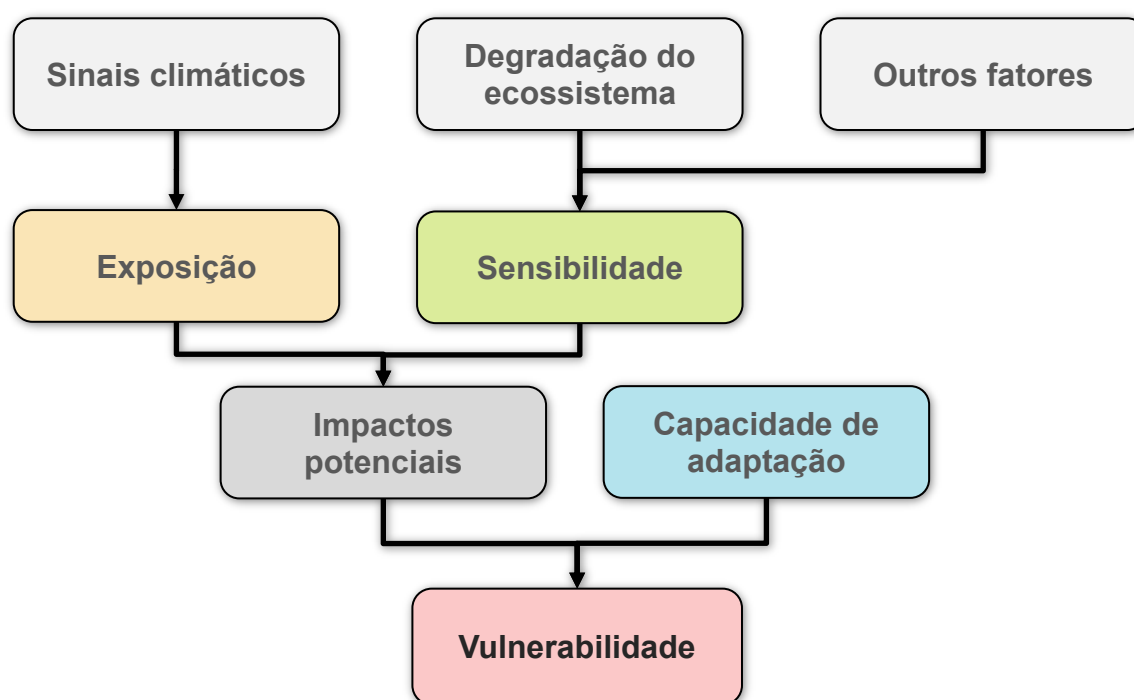 Sinais climáticos
Degradação do
ecossistema
Outros fatores
Exposição
Sensibilidade
Impactos
potenciais
Capacidade de
adaptação
Vulnerabilidade